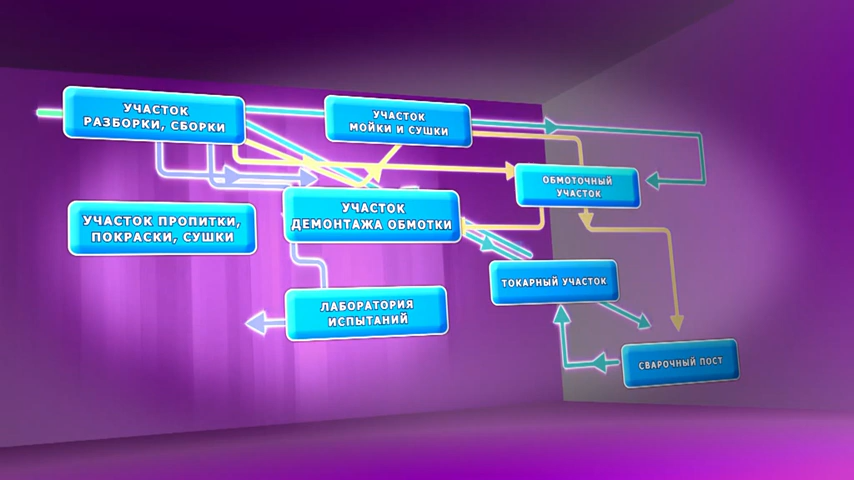 УЧАСТОК
РАЗБОРКИ, СБОРКИ
УЧАСТОК
МОЙКИ И СУШКИ
ОБМОТОЧНЫЙ
УЧАСТОК
УЧАСТОК ПРОПИТКИ,
ПОКРАСКИ, СУШКИ
УЧАСТОК
ДЕМОНТАЖА ОБМОТКИ
ТОКАРНЫЙ УЧАСТОК
ЛАБОРАТОРИЯ
ИСПЫТАНИЙ
СВАРОЧНЫЙ ПОСТ